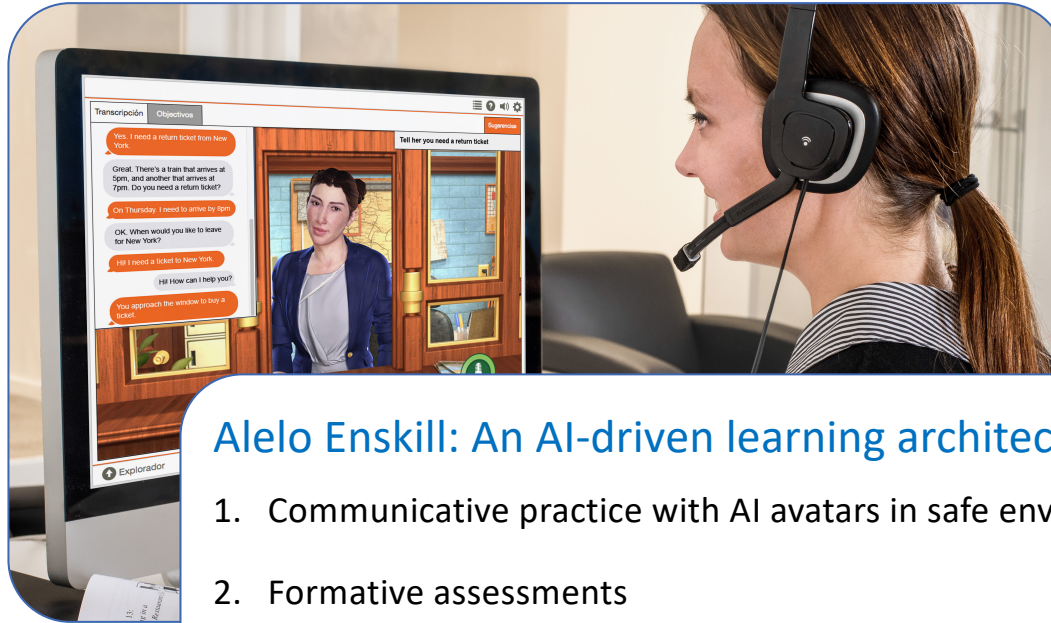 Transcripción
Objectivos
Sugerencias
Tell her you need a return ticket
Yes. I need a return ticket from New
York.
Great. There's a train that arrives at
5pm, and another that arrives at
7pm. Do you need a return ticket?
On Thursday. I need to arrive by 8pm
OK. When would you like to leave
for New York?
Hi! I need a ticket to New York.
Hi! How can I help you?
You approach the window to buy a
ticket.
Explorador
Alelo Enskill: An AI-driven learning architec
1. Communicative practice with AI avatars in safe env
2. Formative assessments